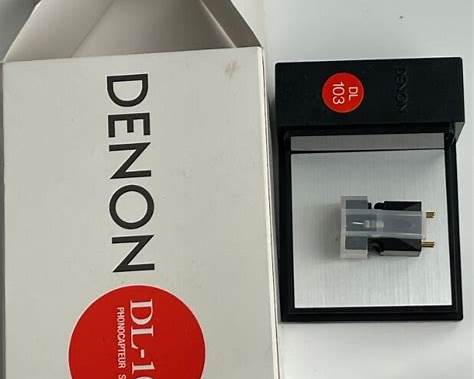 DENON
DL-10
PHONOCAPTEUR S
DL
103
DENON